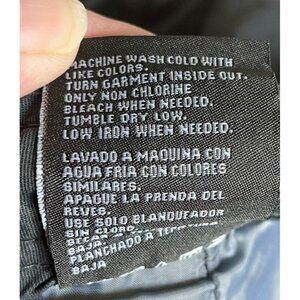 MACHINE WASH COLD WITH
LIKE COLORS.
TURN GARMENT INSIDE OUT.
ONLY NON CHLORINE
BLEACH WHEN NEEDED.
TUMBLE DRY LOW.
LOW IRON WHEN NEEDED.
LAVADO A MAQUINA CON
AGUA FRIA CON COLORES
SIMILARES.
APAGUE LA PRENDA DEL
REVES.
USE SOLO BLANQUEADOR
SIN CLORO.
SECAR A
BAJA.
PLANCHADO A
BAJA